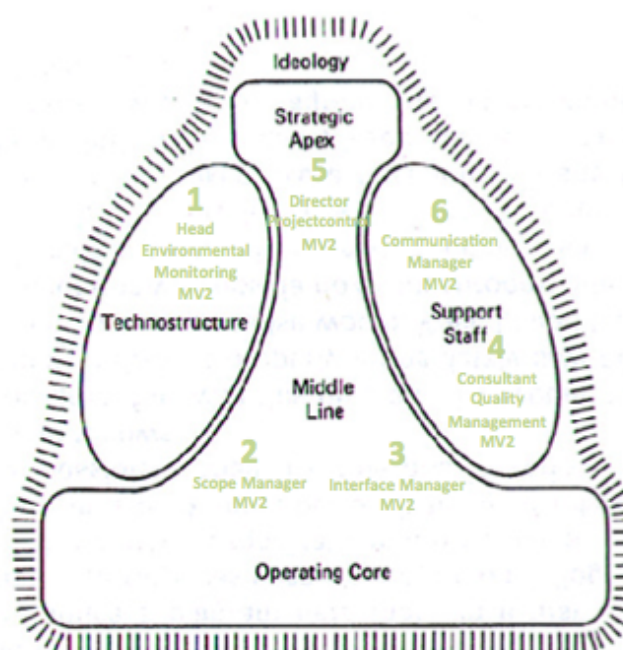 Ideology
Strategic
Apex
5
Director
Projectcontrol
MV2
1
Head
Environmental
Monitoring
MV2
Technostructure
6
Communication
Manager
MV2
Support
Staff
4
Consultant
Quality
Management
MV2
Middle
Line
2
Scope Manager
MV2
3
Interface Manager
MV2
Operating Core